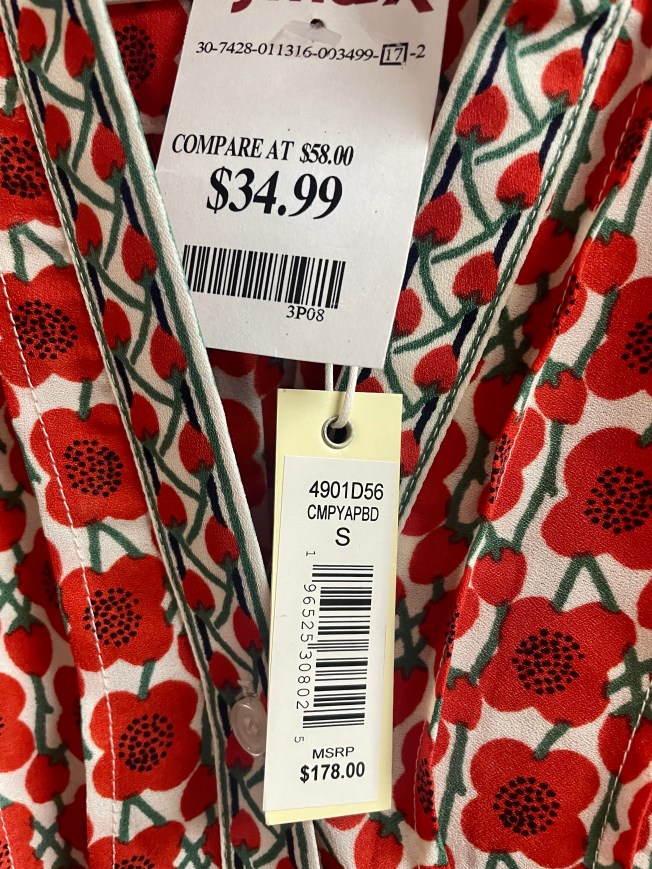 30-7428-011316-003499-17-2
COMPARE AT $58.00
$34.99
3P08
4901D56
CMPYAPBD
S
1 96525 30802 5
MSRP
$178.00